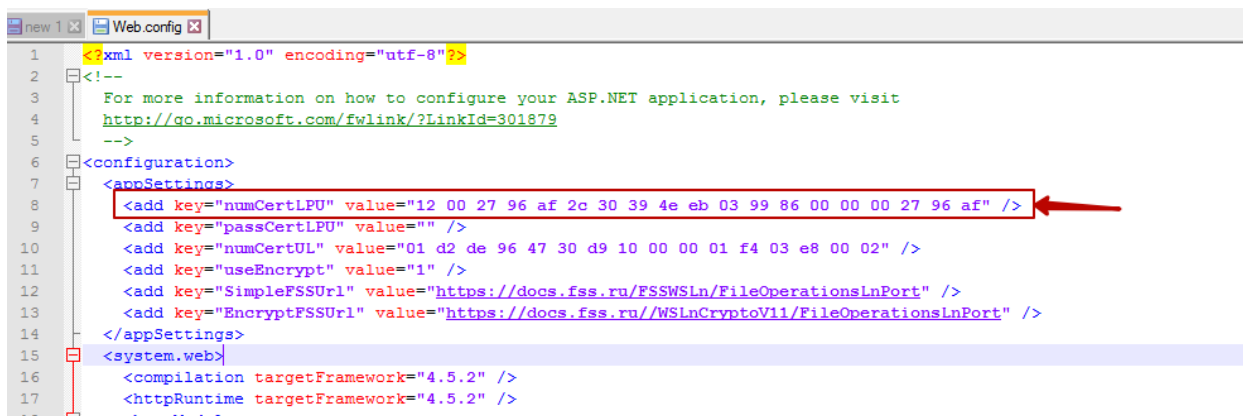 new 1 Web.config
1 <?xml version="1.0" encoding="utf-8"?>
2 <!--
3 For more information on how to configure your ASP.NET application, please visit
4 http://go.microsoft.com/fwlink/?LinkId=301879
5 -->
6 <configuration>
7 <appSettings>
8 <add key="numCertLPU" value="12 00 27 96 af 2c 30 39 4e eb 03 99 86 00 00 00 27 96 af" />
9 <add key="passCertLPU" value="" />
10 <add key="numCertUL" value="01 d2 de 96 47 30 d9 10 00 00 01 f4 03 e8 00 02" />
11 <add key="useEncrypt" value="1" />
12 <add key="SimpleFSSUrl" value="https://docs.fss.ru/FSSWSLn/FileOperationsLnPort" />
13 <add key="EncryptFSSUrl" value="https://docs.fss.ru//WSLnCryptoV11/FileOperationsLnPort" />
14 </appSettings>
15 <system.web>
16 <compilation targetFramework="4.5.2" />
17 <httpRuntime targetFramework="4.5.2" />